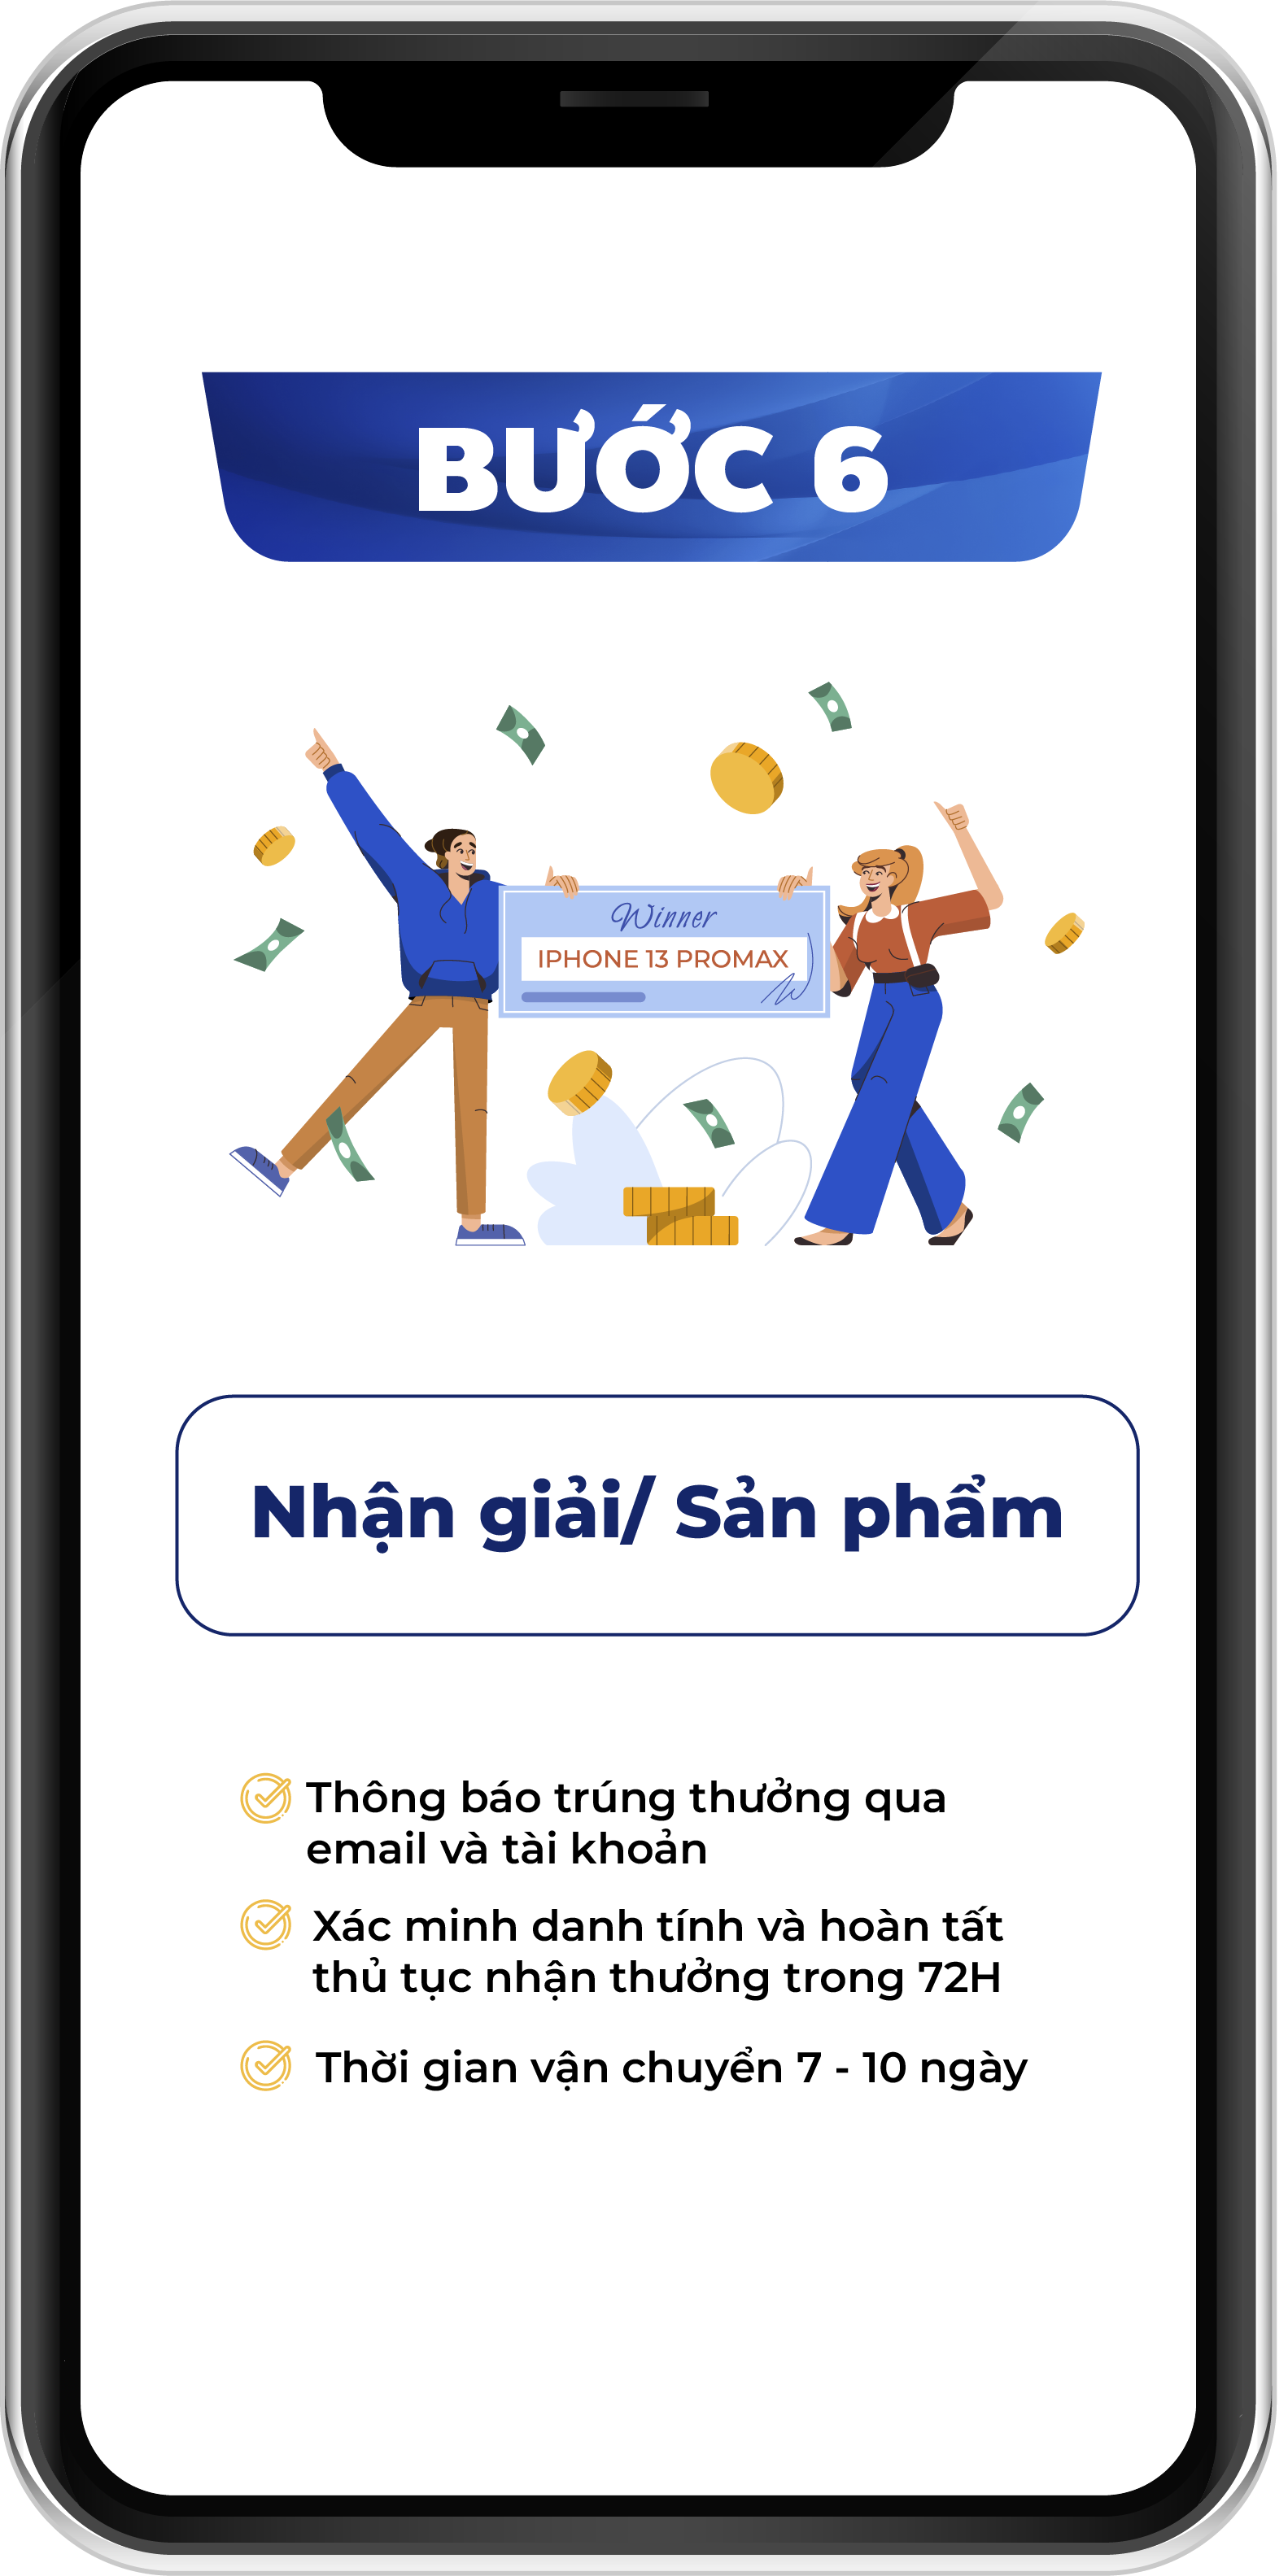 BƯỚC 6
Winner
IPHONE 13 PROMAX
Nhận giải/ Sản phẩm
Thông báo trúng thưởng qua
email và tài khoản
Xác minh danh tính và hoàn tất
thủ tục nhận thưởng trong 72H
Thời gian vận chuyển 7 - 10 ngày